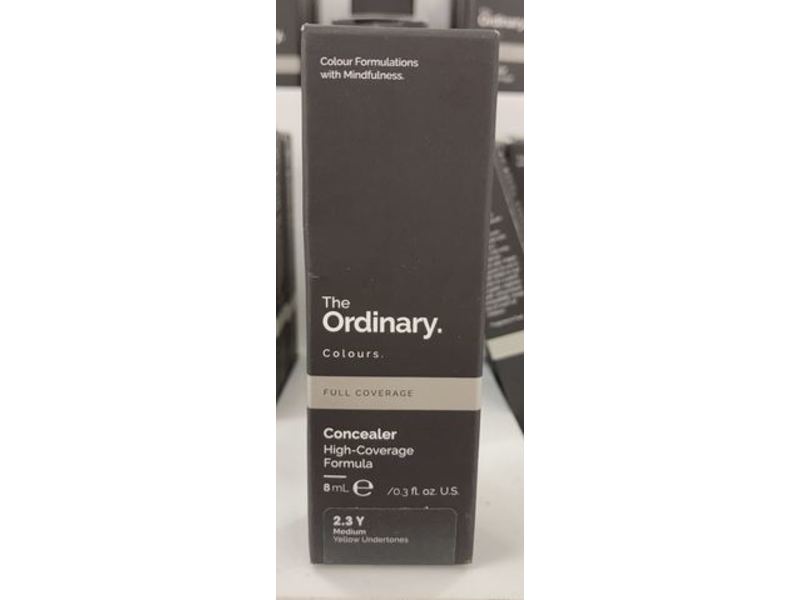 Ordinary.
Colour Formulations
with Mindfulness.
The
Ordinary.
Colours.
FULL COVERAGE
Concealer
High-Coverage
Formula
8 mL ℮ /0.3 fl. oz. U.S.
2.3 Y
Medium
Yellow Undertones